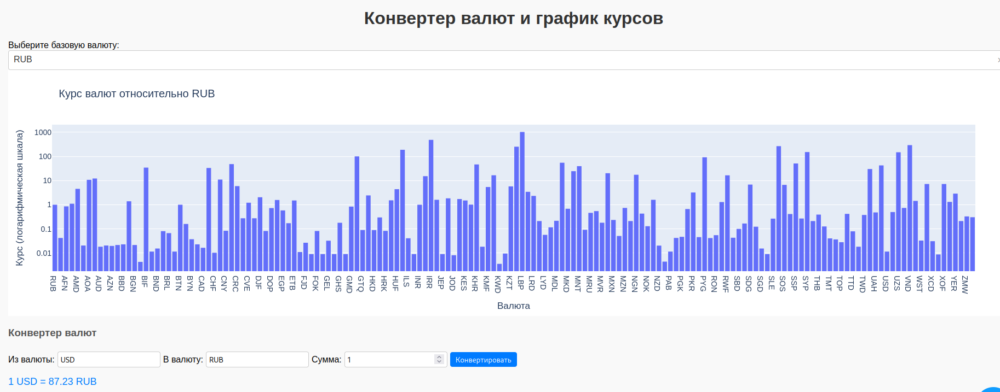 Конвертер валют и график курсов
Выберите базовую валюту:
RUB ×
Курс валют относительно RUB
Курс (логарифмическая шкала)
1000
100
10
1
0.1
0.01
RUB AFN AMD AOA AUD AZN BBD BGN BIF BND BRL BTN BYN CAD CHF CNY CRC CVE DJF DOP EGP ETB FJD FOK GEL GHS GMD GTQ HKD HRK HUF ILS INR IRR JEP JOD KES KHR KMF KWD KZT LBP LRD LYD MDL MKD MNT MRU MVR MXN MZN NGN NOK NZD PAB PGK PKR PYG RON RWF SBD SDG SGD SLE SOS SSP SYP THB TMT TOP TTD TWD UAH USD UZS VND WST XCD XOF YER ZMW
Валюта
Конвертер валют
Из валюты: USD В валюту: RUB Сумма: 1 Конвертировать
1 USD = 87.23 RUB